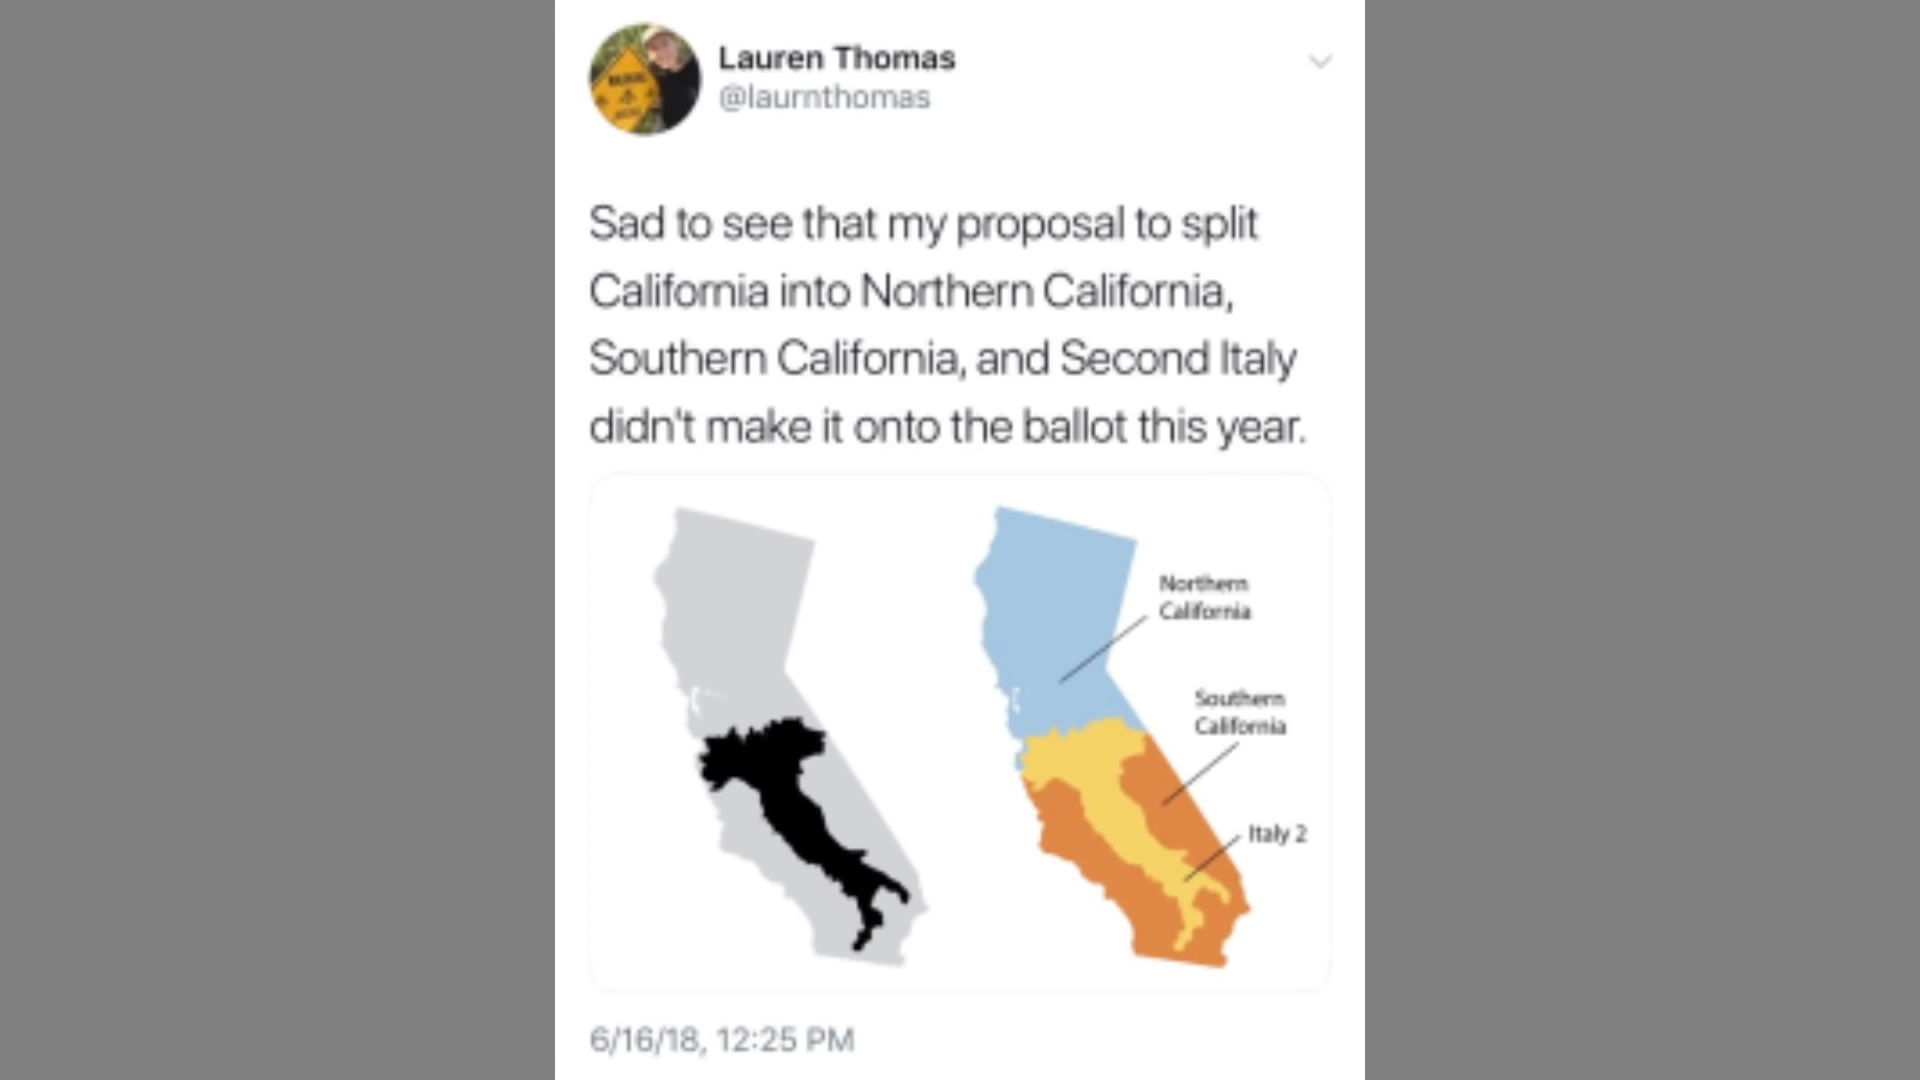 Lauren Thomas
@laurnthomas
Sad to see that my proposal to split
California into Northern California,
Southern California, and Second Italy
didn't make it onto the ballot this year.
Northern
California
Southern
California
Italy 2
6/16/18, 12:25 PM